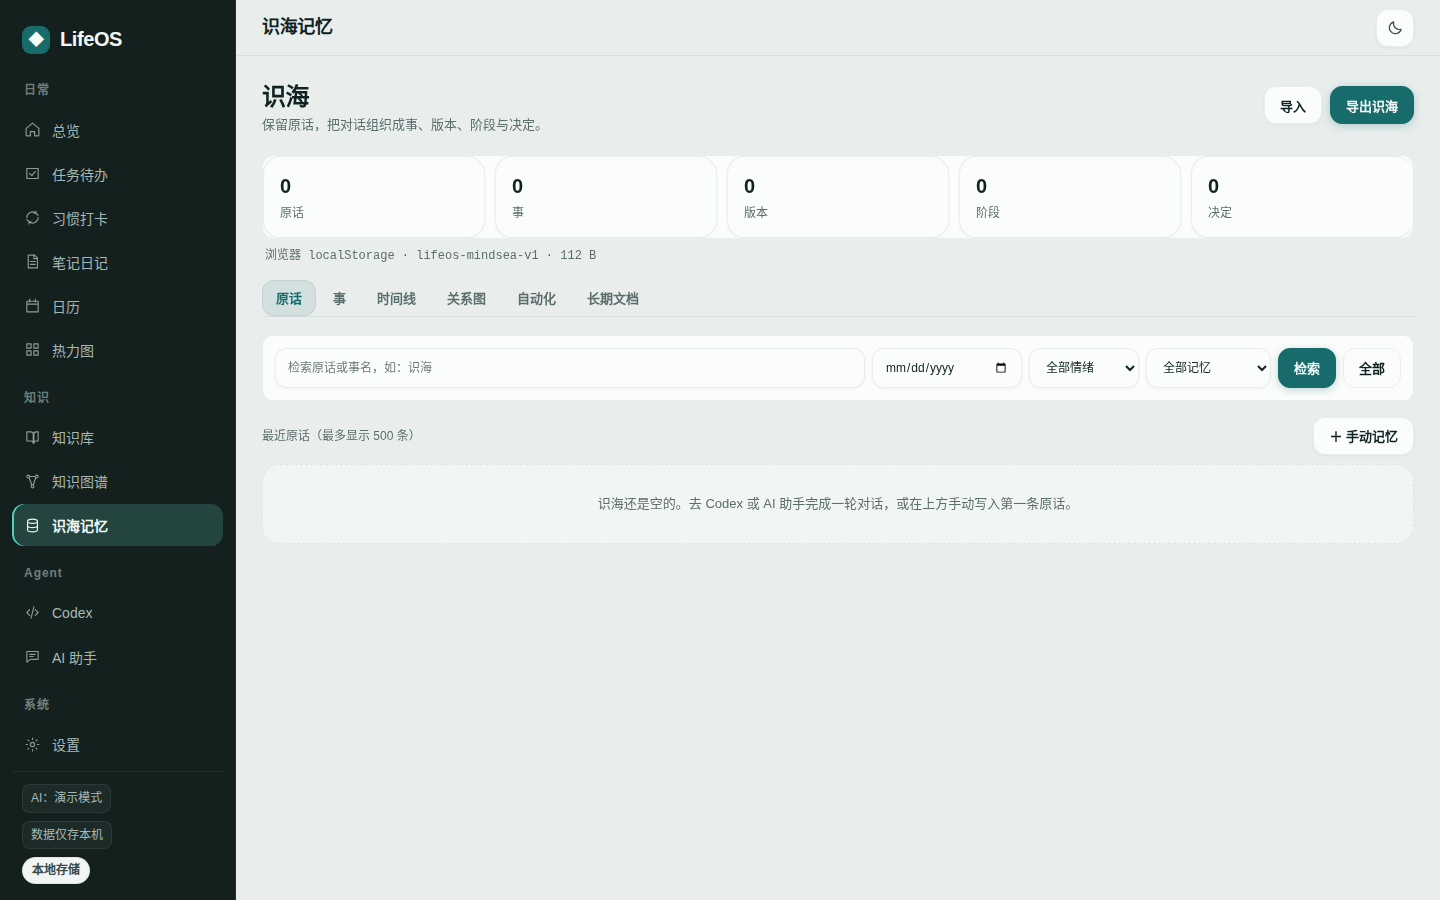 LifeOS
日常
总览
任务待办
习惯打卡
笔记日记
日历
热力图
知识
知识库
知识图谱
识海记忆
Agent
Codex
AI 助手
系统
设置
AI：演示模式
数据仅存本机
本地存储
识海记忆
识海
保留原话，把对话组织成事、版本、阶段与决定。
导入
导出识海
0
原话
0
事
0
版本
0
阶段
0
决定
浏览器 localStorage · lifeos-mindsea-v1 · 112 B
原话 事 时间线 关系图 自动化 长期文档
检索原话或事名，如：识海
mm/dd/yyyy
全部情绪
全部记忆
检索
全部
最近原话（最多显示 500 条）
＋ 手动记忆
识海还是空的。去 Codex 或 AI 助手完成一轮对话，或在上方手动写入第一条原话。